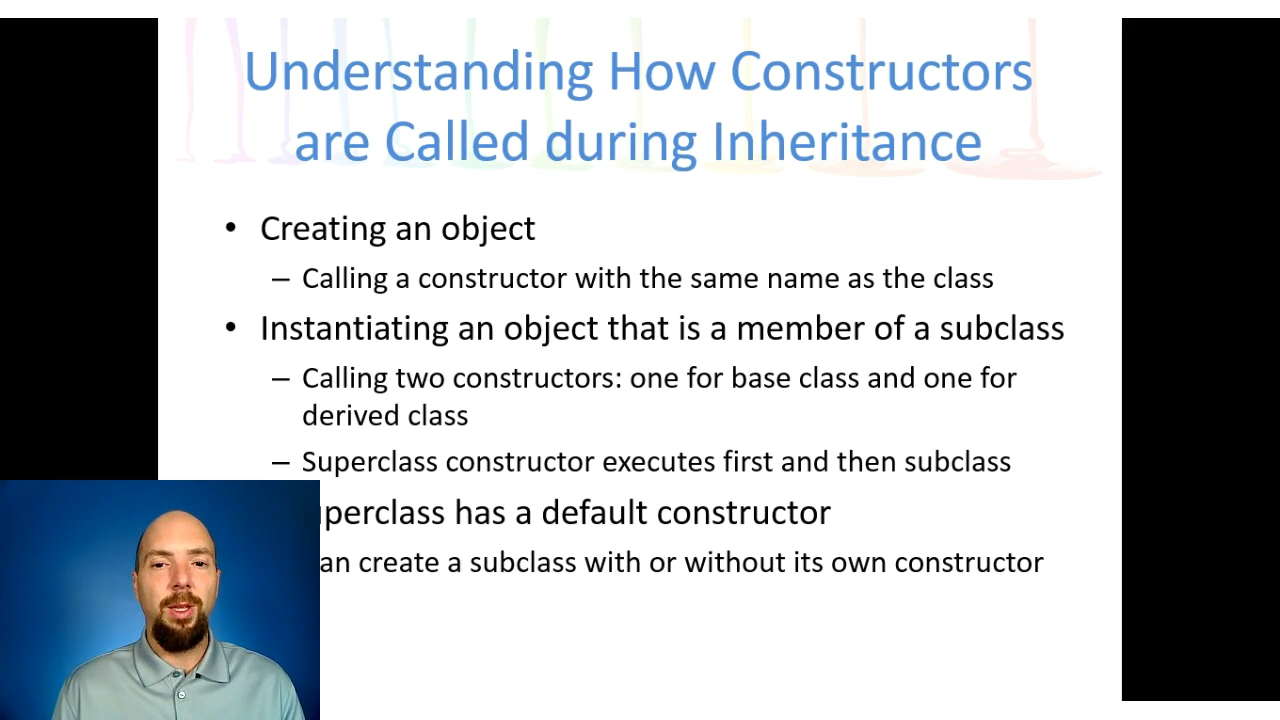 Understanding How Constructors
are Called during Inheritance
• Creating an object
– Calling a constructor with the same name as the class
• Instantiating an object that is a member of a subclass
– Calling two constructors: one for base class and one for
derived class
– Superclass constructor executes first and then subclass
has a default constructor
create a subclass with or without its own constructor